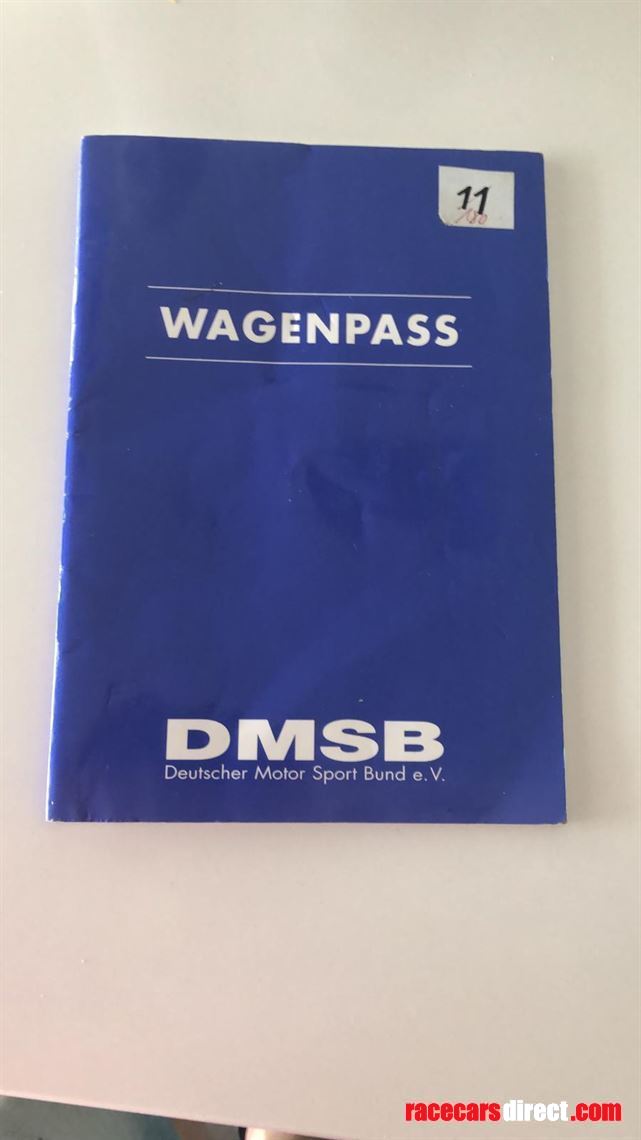 11
WAGENPASS
DMSB
Deutscher Motor Sport Bund e.V.
racecarsdirect.com